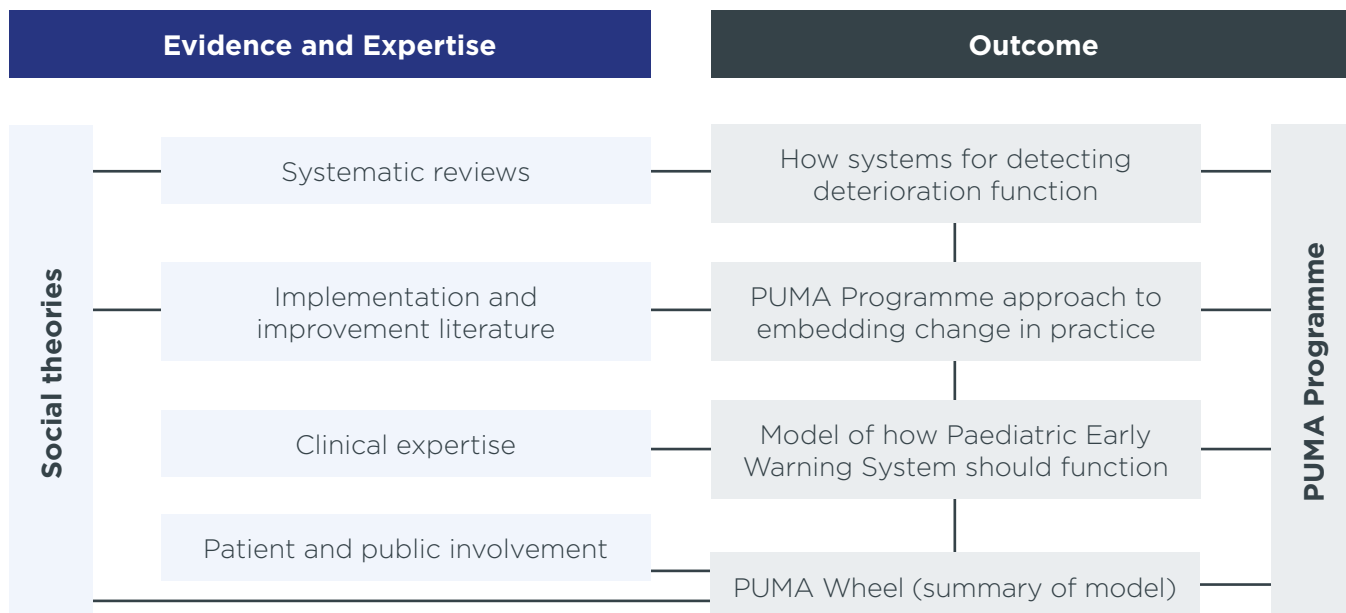 Evidence and Expertise
Outcome
Social theories
Systematic reviews
How systems for detecting
deterioration function
Implementation and
improvement literature
PUMA Programme approach to
embedding change in practice
Clinical expertise
Model of how Paediatric Early
Warning System should function
Patient and public involvement
PUMA Wheel (summary of model)
PUMA Programme